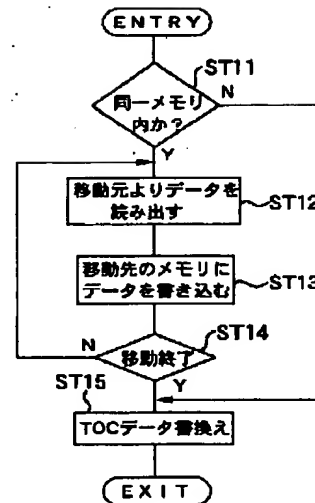 ENTRY
ST11
同一メモリ
内か?
N
Y
移動元よりデータを
読み出す
ST12
移動先のメモリに
データを書き込む
ST13
ST14
N
移動終了
ST15
Y
TOCデータ書換え
EXIT